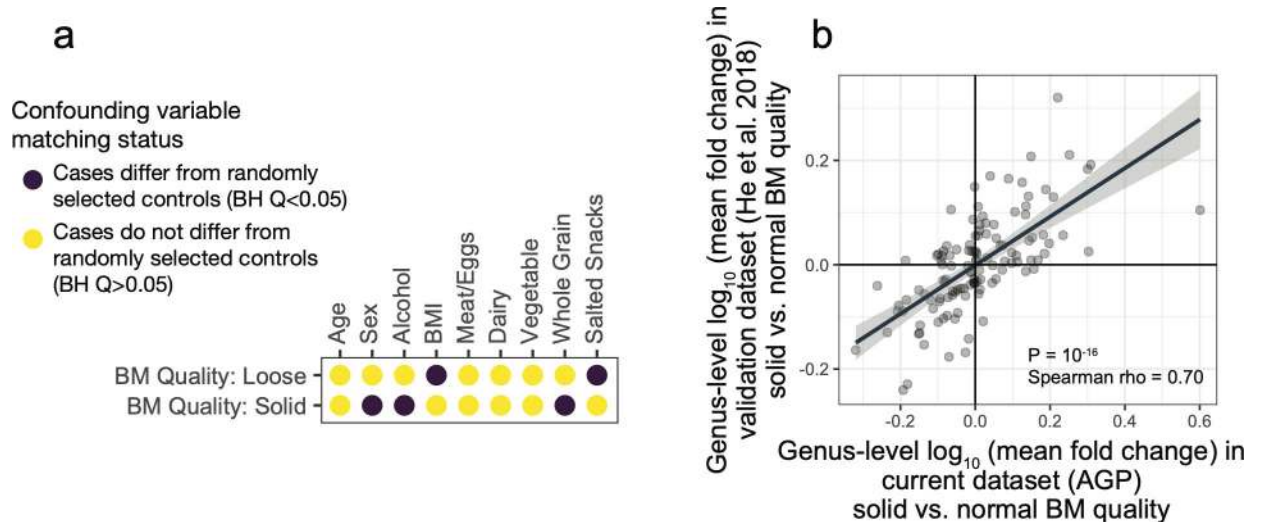 a
Confounding variable
matching status
Cases differ from randomly
selected controls (BH Q<0.05)
Cases do not differ from
randomly selected controls
(BH Q>0.05)
Age
Sex
Alcohol
BMI
Meat/Eggs
Dairy
Vegetable
Whole Grain
Salted Snacks
BM Quality: Loose
BM Quality: Solid
b
Genus-level log10 (mean fold change) in
validation dataset (He et al. 2018)
solid vs. normal BM quality
0.2
0.0
-0.2
P = 10-16
Spearman rho = 0.70
-0.2 0.0 0.2 0.4 0.6
Genus-level log10 (mean fold change) in
current dataset (AGP)
solid vs. normal BM quality